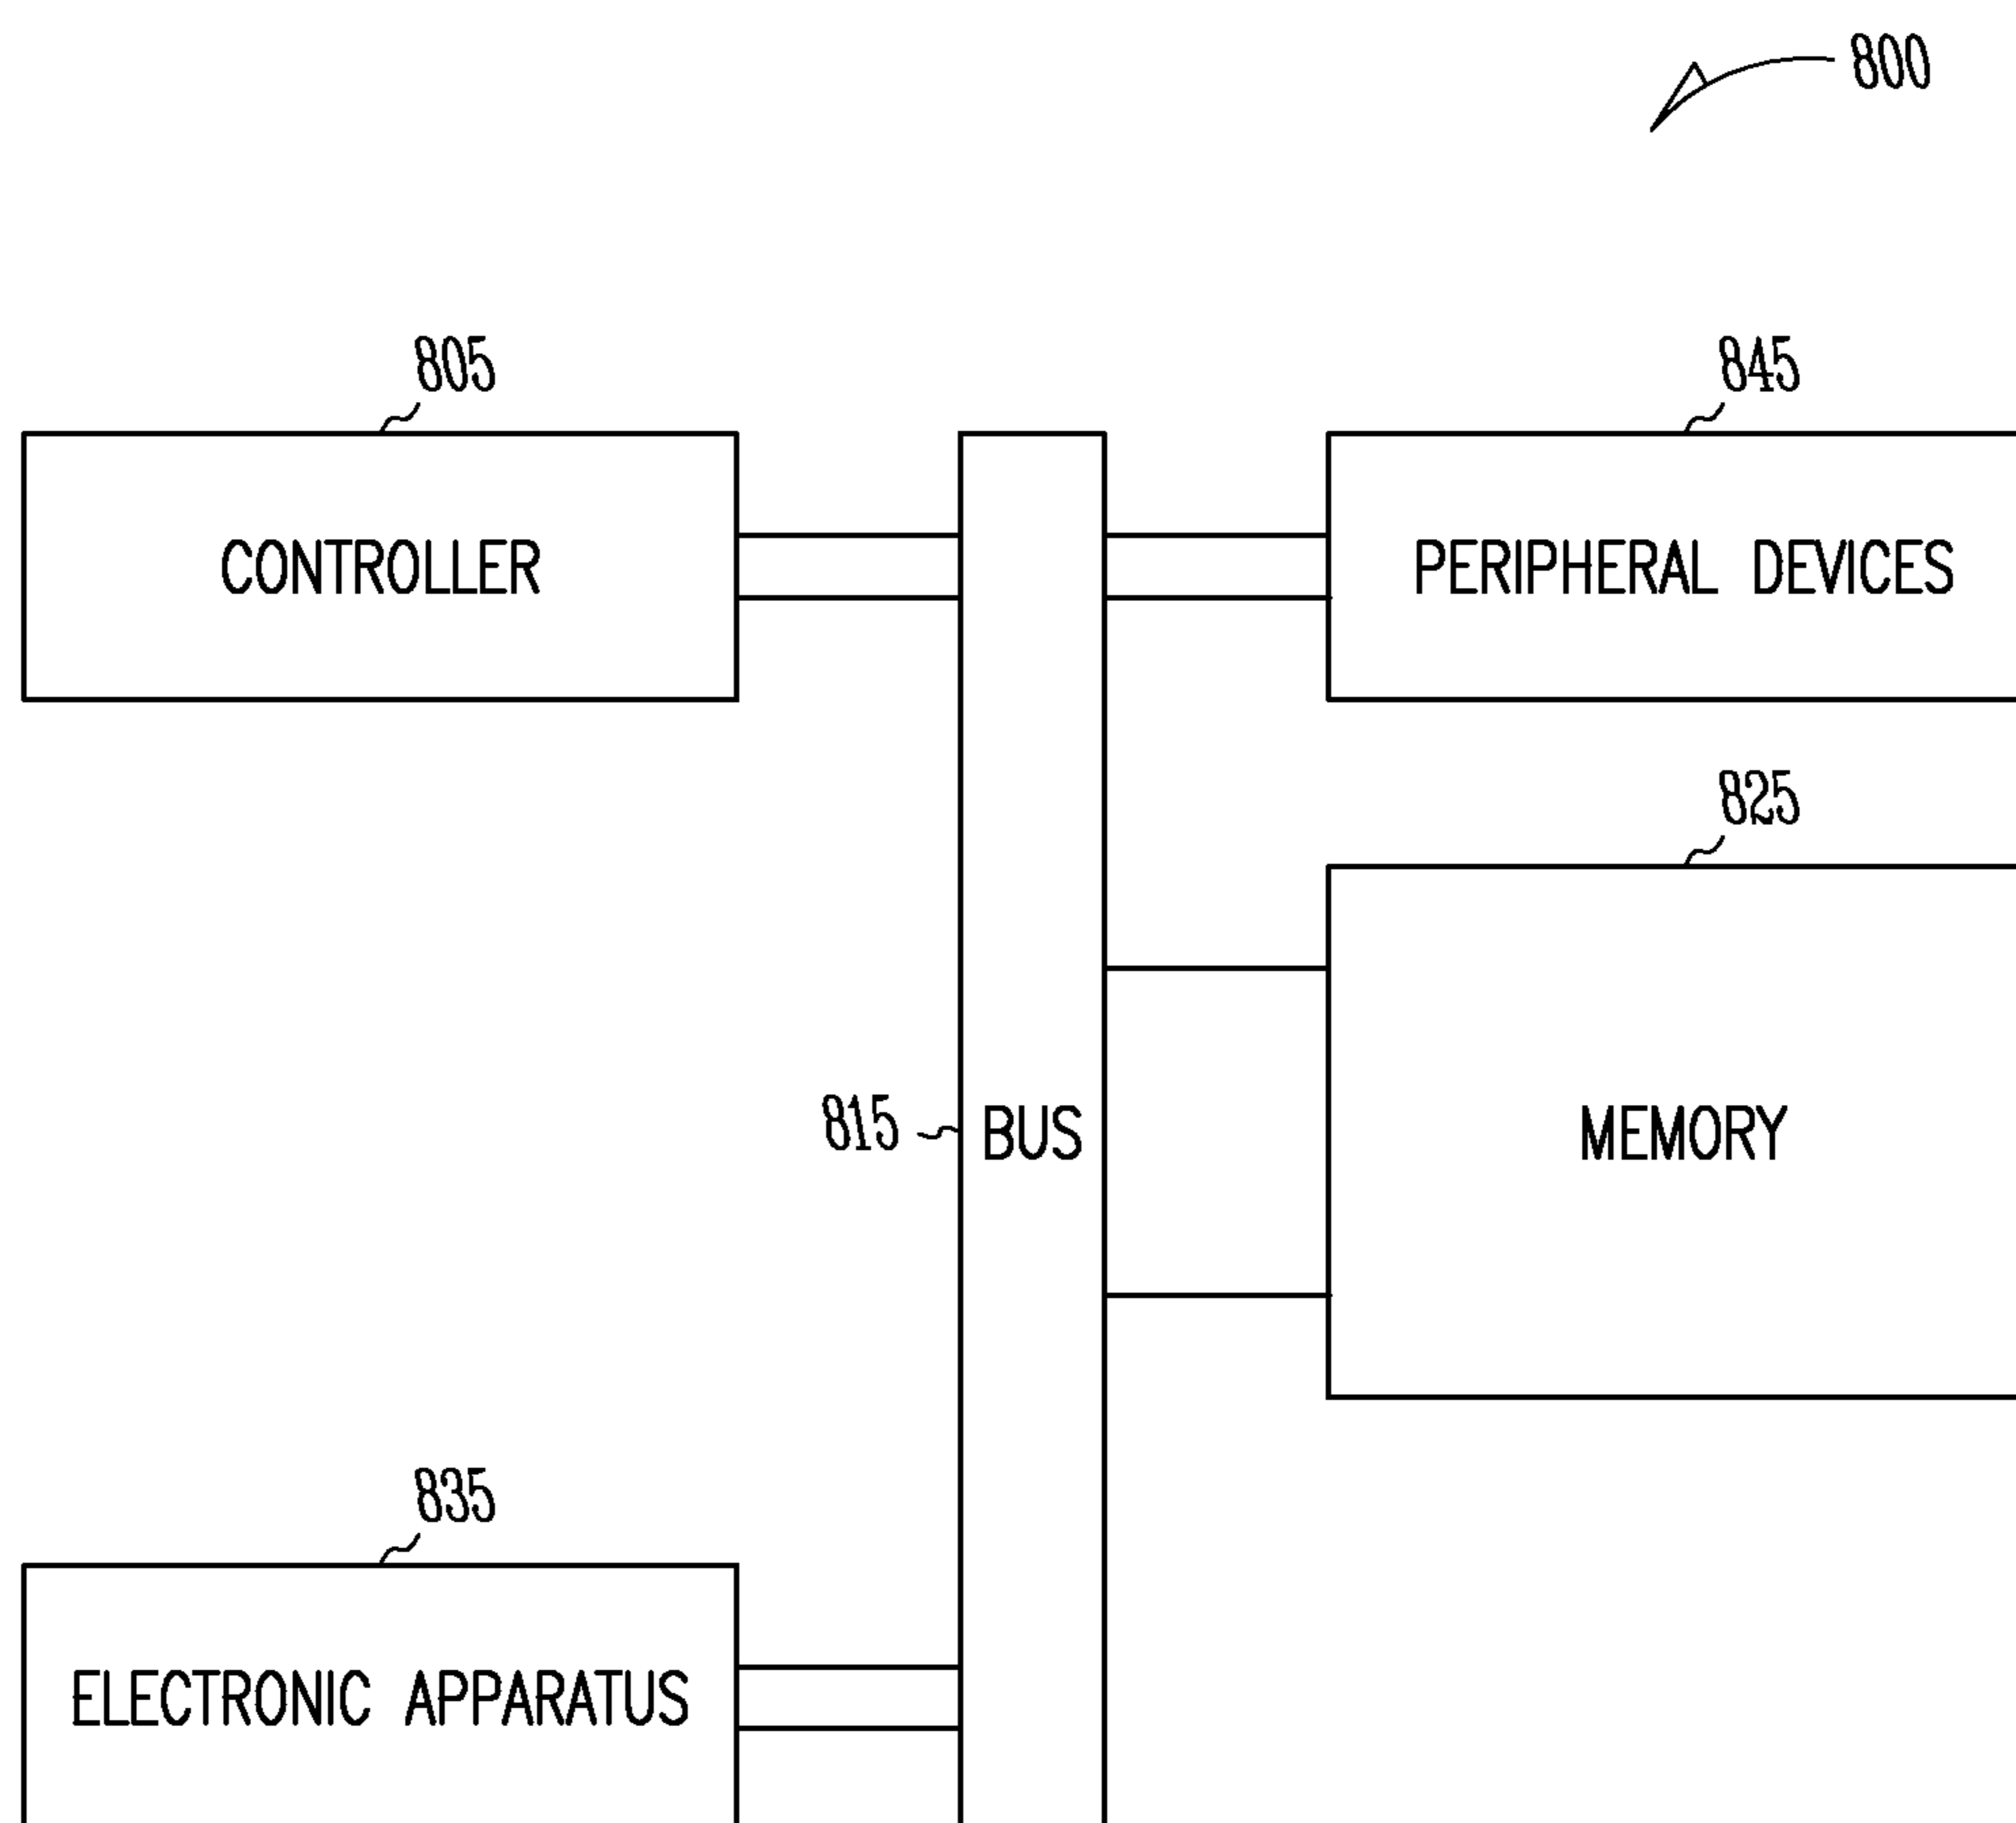 800
805
845
CONTROLLER
PERIPHERAL DEVICES
825
815
BUS
MEMORY
835
ELECTRONIC APPARATUS